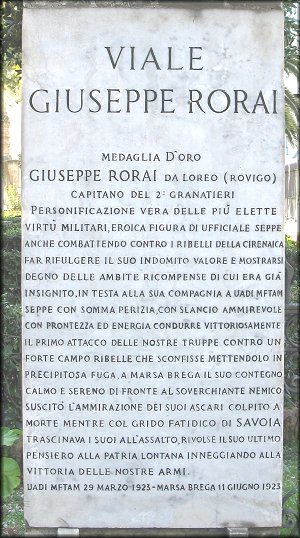 VIALE
GIUSEPPE RORAI
MEDAGLIA D'ORO
GIUSEPPE RORAI DA LOREO (ROVIGO)
CAPITANO DEL 2° GRANATIERI
PERSONIFICAZIONE VERA DELLE PIÙ ELETTE
VIRTÙ MILITARI, EROICA FIGURA DI UFFICIALE SEPPE
ANCHE COMBATTENDO CONTRO I RIBELLI DELLA CIRENAICA
FAR RIFULGERE IL SUO INDOMITO VALORE E MOSTRARSI
DEGNO DELLE AMBITE RICOMPENSE DI CUI ERA GIÀ
INSIGNITO, IN TESTA ALLA SUA COMPAGNIA A UADI MFTAM
SEPPE CON SOMMA PERIZIA, CON SLANCIO AMMIREVOLE
CON PRONTEZZA ED ENERGIA CONDURRE VITTORIOSAMENTE
IL PRIMO ATTACCO DELLE NOSTRE TRUPPE CONTRO UN
FORTE CAMPO RIBELLE CHE SCONFISSE METTENDOLO IN
PRECIPITOSA FUGA, A MARSA BREGA IL SUO CONTEGNO
CALMO E SERENO DI FRONTE AL SOVERCHIANTE NEMICO
SUSCITÒ L'AMMIRAZIONE DEI SUOI ASCARI COLPITO A
MORTE MENTRE COL GRIDO FATIDICO DI SAVOIA
TRASCINAVA I SUOI ALL'ASSALTO, RIVOLSE IL SUO ULTIMO
PENSIERO ALLA PATRIA LONTANA INNEGGIANDO ALLA
VITTORIA DELLE NOSTRE ARMI.
UADI MFTAM 29 MARZO 1923-MARSA BREGA 11 GIUGNO 1923